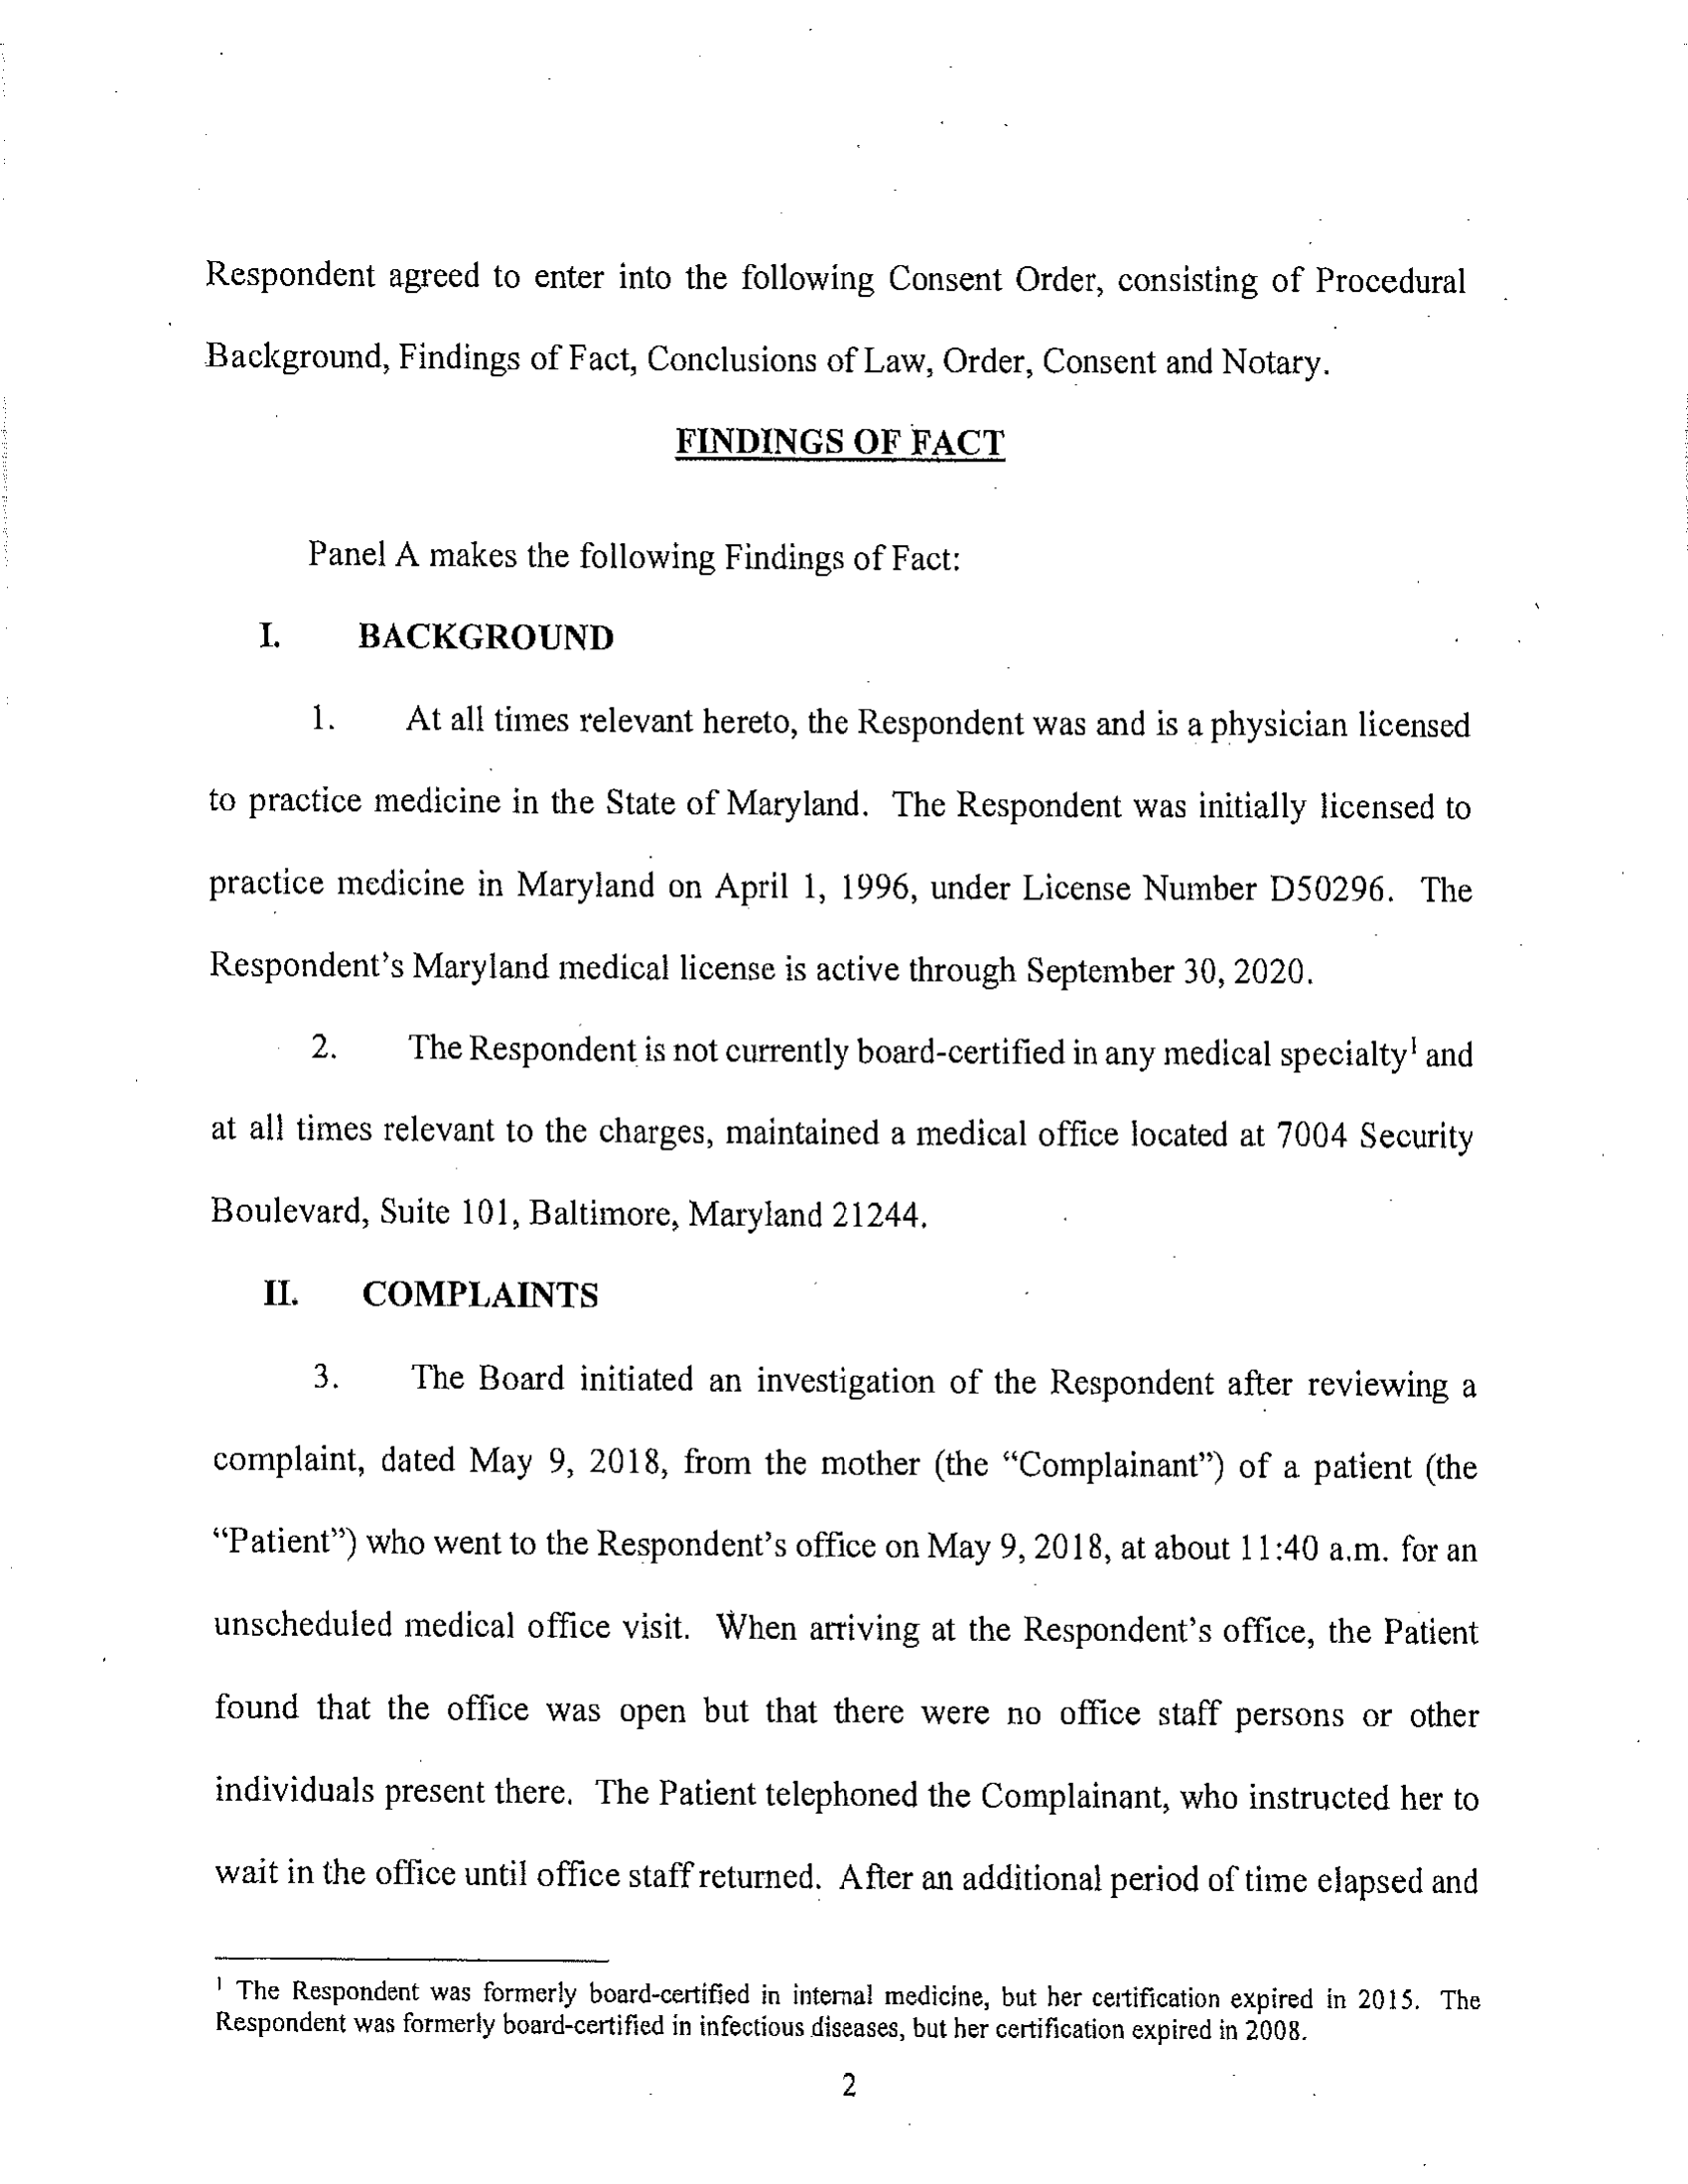 Respondent agreed to enter into the following Consent Order, consisting of Procedural
Background, Findings of Fact, Conclusions of Law, Order, Consent and Notary.
FINDINGS OF FACT
Panel A makes the following Findings of Fact:
I. BACKGROUND
1. At all times relevant hereto, the Respondent was and is a physician licensed
to practice medicine in the State of Maryland. The Respondent was initially licensed to
practice medicine in Maryland on April 1, 1996, under License Number D50296. The
Respondent’s Maryland medical license is active through September 30, 2020.
2. The Respondent is not currently board-certified in any medical specialty¹ and
at all times relevant to the charges, maintained a medical office located at 7004 Security
Boulevard, Suite 101, Baltimore, Maryland 21244.
II. COMPLAINTS
3. The Board initiated an investigation of the Respondent after reviewing a
complaint, dated May 9, 2018, from the mother (the “Complainant”) of a patient (the
“Patient”) who went to the Respondent’s office on May 9, 2018, at about 11:40 a.m. for an
unscheduled medical office visit. When arriving at the Respondent’s office, the Patient
found that the office was open but that there were no office staff persons or other
individuals present there. The Patient telephoned the Complainant, who instructed her to
wait in the office until office staff returned. After an additional period of time elapsed and
¹ The Respondent was formerly board-certified in internal medicine, but her certification expired in 2015. The
Respondent was formerly board-certified in infectious diseases, but her certification expired in 2008.
2